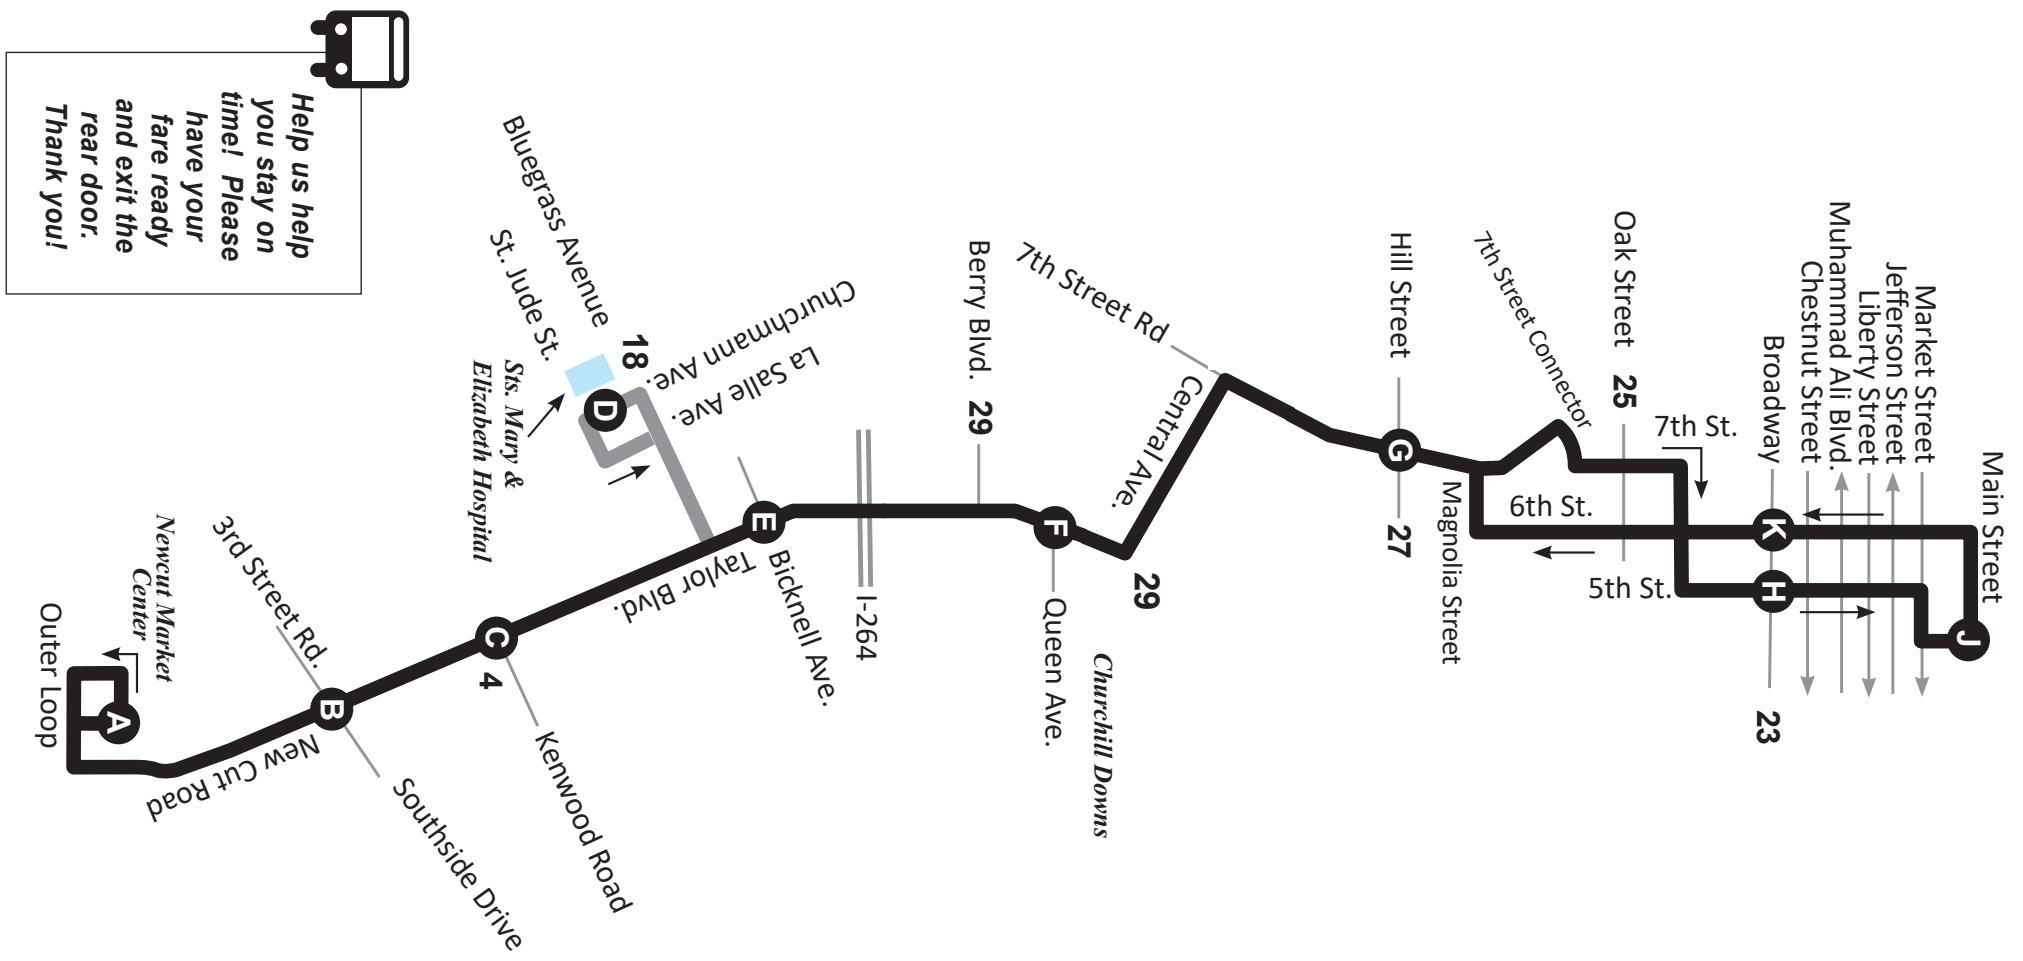 Help us help
you stay on
time! Please
have your
fare ready
and exit the
rear door.
Thank you!
Main Street
Market Street
Jefferson Street
Liberty Street
Muhammad Ali Blvd.
Chestnut Street
Broadway
23
J
K
H
7th St.
6th St.
5th St.
Oak Street
25
7th Street Connector
Magnolia Street
Hill Street
G
27
7th Street Rd
Central Ave.
29
Churchill Downs
F
Queen Ave.
Berry Blvd.
29
I-264
E
Bicknell Ave.
Taylor Blvd.
La Salle Ave.
Churchmann Ave.
18
Bluegrass Avenue
St. Jude St.
D
Sts. Mary &
Elizabeth Hospital
C
4
Kenwood Road
3rd Street Rd.
B
Southside Drive
New Cut Road
Newcut Market
Center
A
Outer Loop